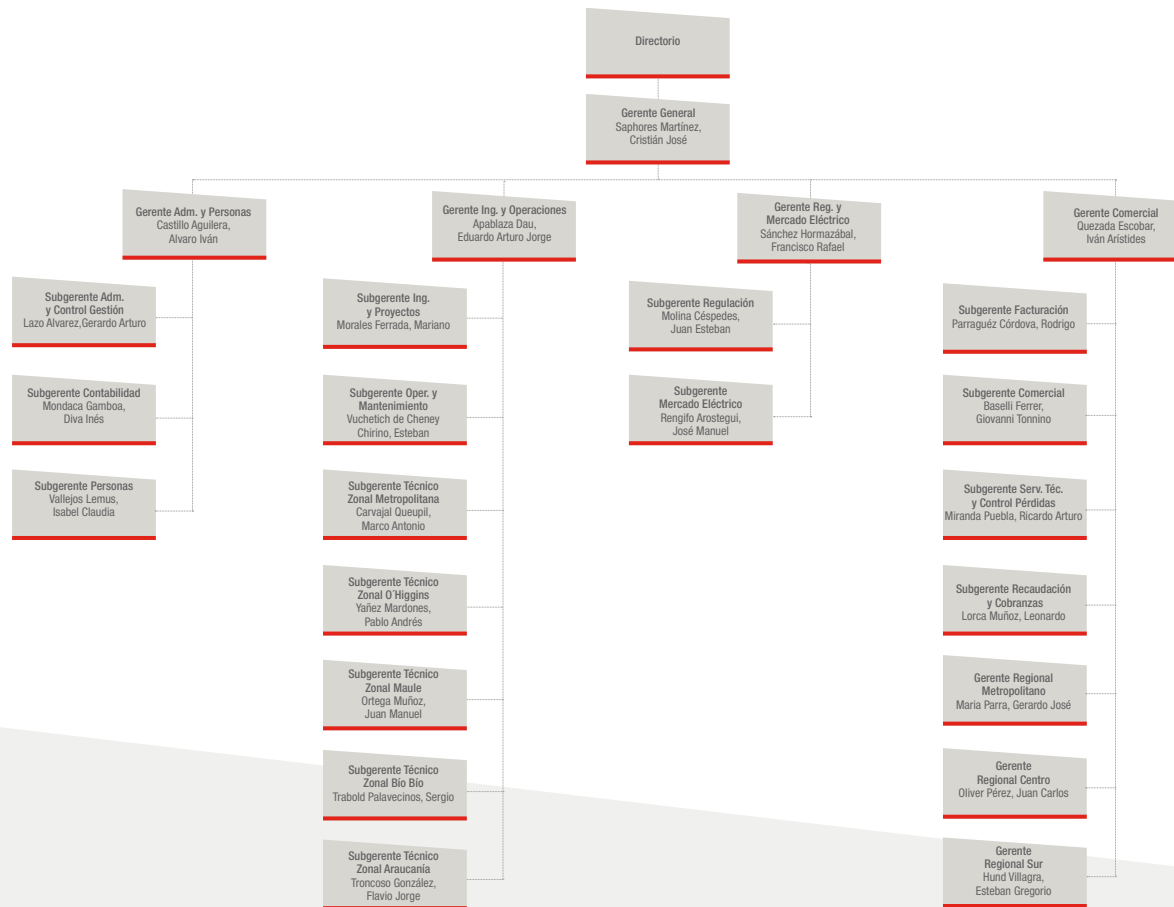 Directorio
Gerente General
Saphores Martínez,
Cristián José
Gerente Adm. y Personas
Castillo Aguilera,
Alvaro Iván
Gerente Ing. y Operaciones
Apablaza Dau,
Eduardo Arturo Jorge
Gerente Reg. y
Mercado Eléctrico
Sánchez Hormazábal,
Francisco Rafael
Gerente Comercial
Quezada Escobar,
Iván Arístides
Subgerente Adm.
y Control Gestión
Lazo Alvarez,Gerardo Arturo
Subgerente Contabilidad
Mondaca Gamboa,
Diva Inés
Subgerente Personas
Vallejos Lemus,
Isabel Claudia
Subgerente Ing.
y Proyectos
Morales Ferrada, Mariano
Subgerente Oper. y
Mantenimiento
Vuchetich de Cheney
Chirino, Esteban
Subgerente Técnico
Zonal Metropolitana
Carvajal Queupil,
Marco Antonio
Subgerente Técnico
Zonal O´Higgins
Yañez Mardones,
Pablo Andrés
Subgerente Técnico
Zonal Maule
Ortega Muñoz,
Juan Manuel
Subgerente Técnico
Zonal Bío Bío
Trabold Palavecinos, Sergio
Subgerente Técnico
Zonal Araucanía
Troncoso González,
Flavio Jorge
Subgerente Regulación
Molina Céspedes,
Juan Esteban
Subgerente
Mercado Eléctrico
Rengifo Arostegui,
José Manuel
Subgerente Facturación
Parraguéz Córdova, Rodrigo
Subgerente Comercial
Baselli Ferrer,
Giovanni Tonnino
Subgerente Serv. Téc.
y Control Pérdidas
Miranda Puebla, Ricardo Arturo
Subgerente Recaudación
y Cobranzas
Lorca Muñoz, Leonardo
Gerente Regional
Metropolitano
Maria Parra, Gerardo José
Gerente
Regional Centro
Oliver Pérez, Juan Carlos
Gerente
Regional Sur
Hund Villagra,
Esteban Gregorio